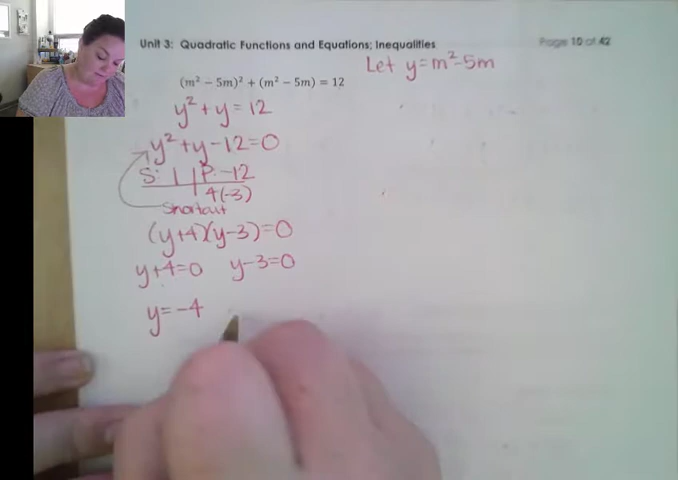 Unit 3: Quadratic Functions and Equations; Inequalities Page 10 of 42
Let y=m²-5m
(m² − 5m)² + (m² − 5m) = 12
y²+y=12
y²+y-12=0
S: 1 P: -12
4(-3)
Shortcut
(y+4)(y-3)=0
y+4=0 y-3=0
y=-4